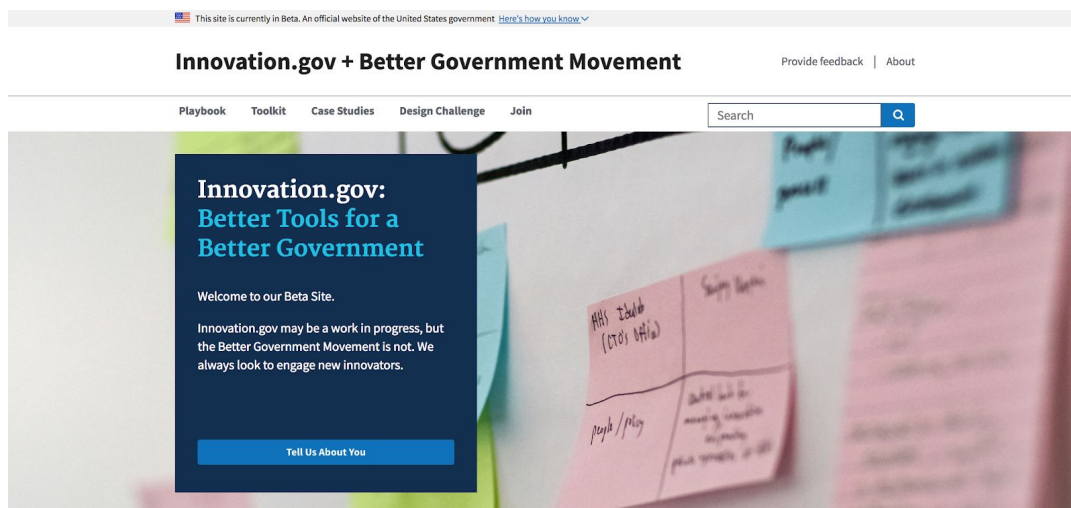 This site is currently in Beta. An official website of the United States government Here's how you know
Innovation.gov + Better Government Movement
Provide feedback | About
Playbook Toolkit Case Studies Design Challenge Join
Search
Innovation.gov:
Better Tools for a
Better Government
Welcome to our Beta Site.
Innovation.gov may be a work in progress, but
the Better Government Movement is not. We
always look to engage new innovators.
Tell Us About You
HHS
(CTO's Office)
people / policy